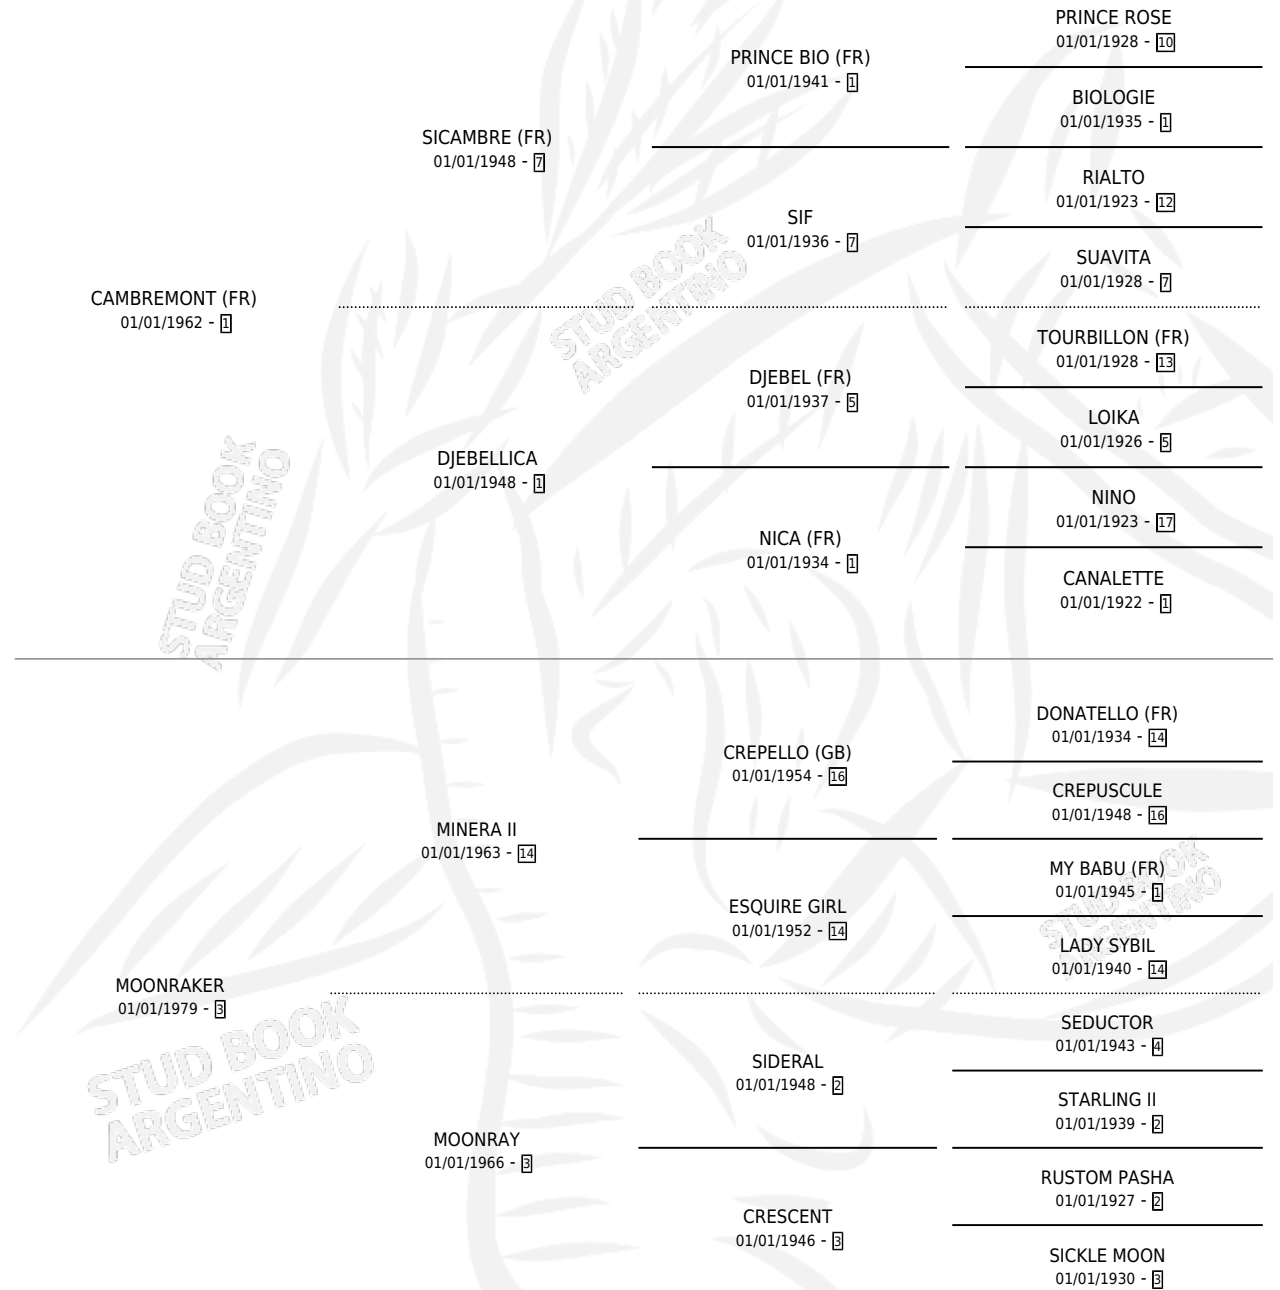 PRINCE ROSE
01/01/1928 - 10
PRINCE BIO (FR)
01/01/1941 - 1
BIOLOGIE
01/01/1935 - 1
SICAMBRE (FR)
01/01/1948 - 7
RIALTO
01/01/1923 - 12
SIF
01/01/1936 - 7
SUAVITA
01/01/1928 - 7
CAMBREMONT (FR)
01/01/1962 - 1
TOURBILLON (FR)
01/01/1928 - 13
DJEBEL (FR)
01/01/1937 - 5
LOIKA
01/01/1926 - 5
DJEBELLICA
01/01/1948 - 1
NINO
01/01/1923 - 17
NICA (FR)
01/01/1934 - 1
CANALETTE
01/01/1922 - 1
STUD BOOK
ARGENTINO
STUD BOOK
ARGENTINO
DONATELLO (FR)
01/01/1934 - 14
CREPELLO (GB)
01/01/1954 - 16
CREPUSCULE
01/01/1948 - 16
MINERA II
01/01/1963 - 14
MY BABU (FR)
01/01/1945 - 1
ESQUIRE GIRL
01/01/1952 - 14
LADY SYBIL
01/01/1940 - 14
STUD BOOK
ARGENTINO
MOONRAKER
01/01/1979 - 3
SEDUCTOR
01/01/1943 - 4
SIDERAL
01/01/1948 - 2
STARLING II
01/01/1939 - 2
STUD BOOK
ARGENTINO
MOONRAY
01/01/1966 - 3
RUSTOM PASHA
01/01/1927 - 2
CRESCENT
01/01/1946 - 3
SICKLE MOON
01/01/1930 - 3